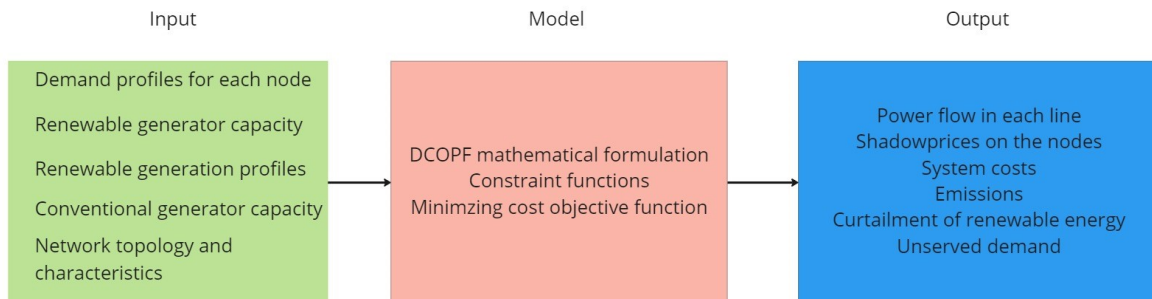 Input
Model
Output
Demand profiles for each node
Renewable generator capacity
Renewable generation profiles
Conventional generator capacity
Network topology and
characteristics
DCOPF mathematical formulation
Constraint functions
Minimzing cost objective function
Power flow in each line
Shadowprices on the nodes
System costs
Emissions
Curtailment of renewable energy
Unserved demand